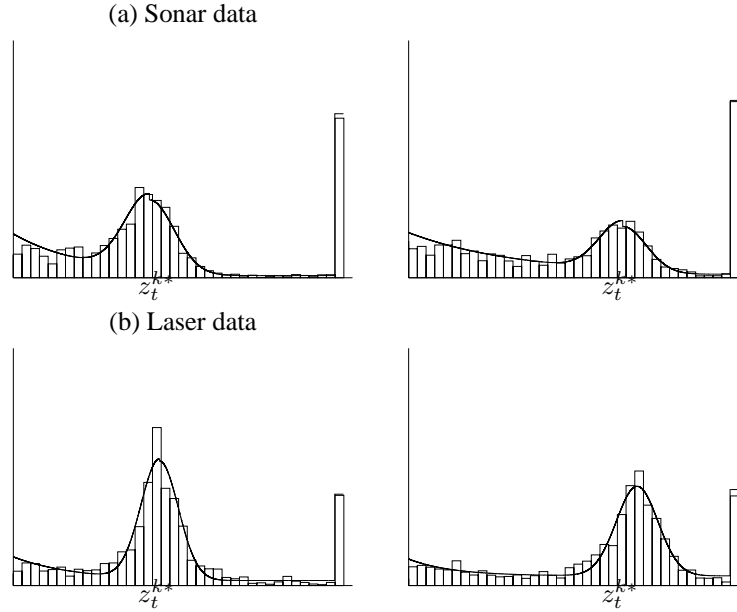 (a) Sonar data
z_t^{k*}
z_t^{k*}
(b) Laser data
z_t^{k*}
z_t^{k*}